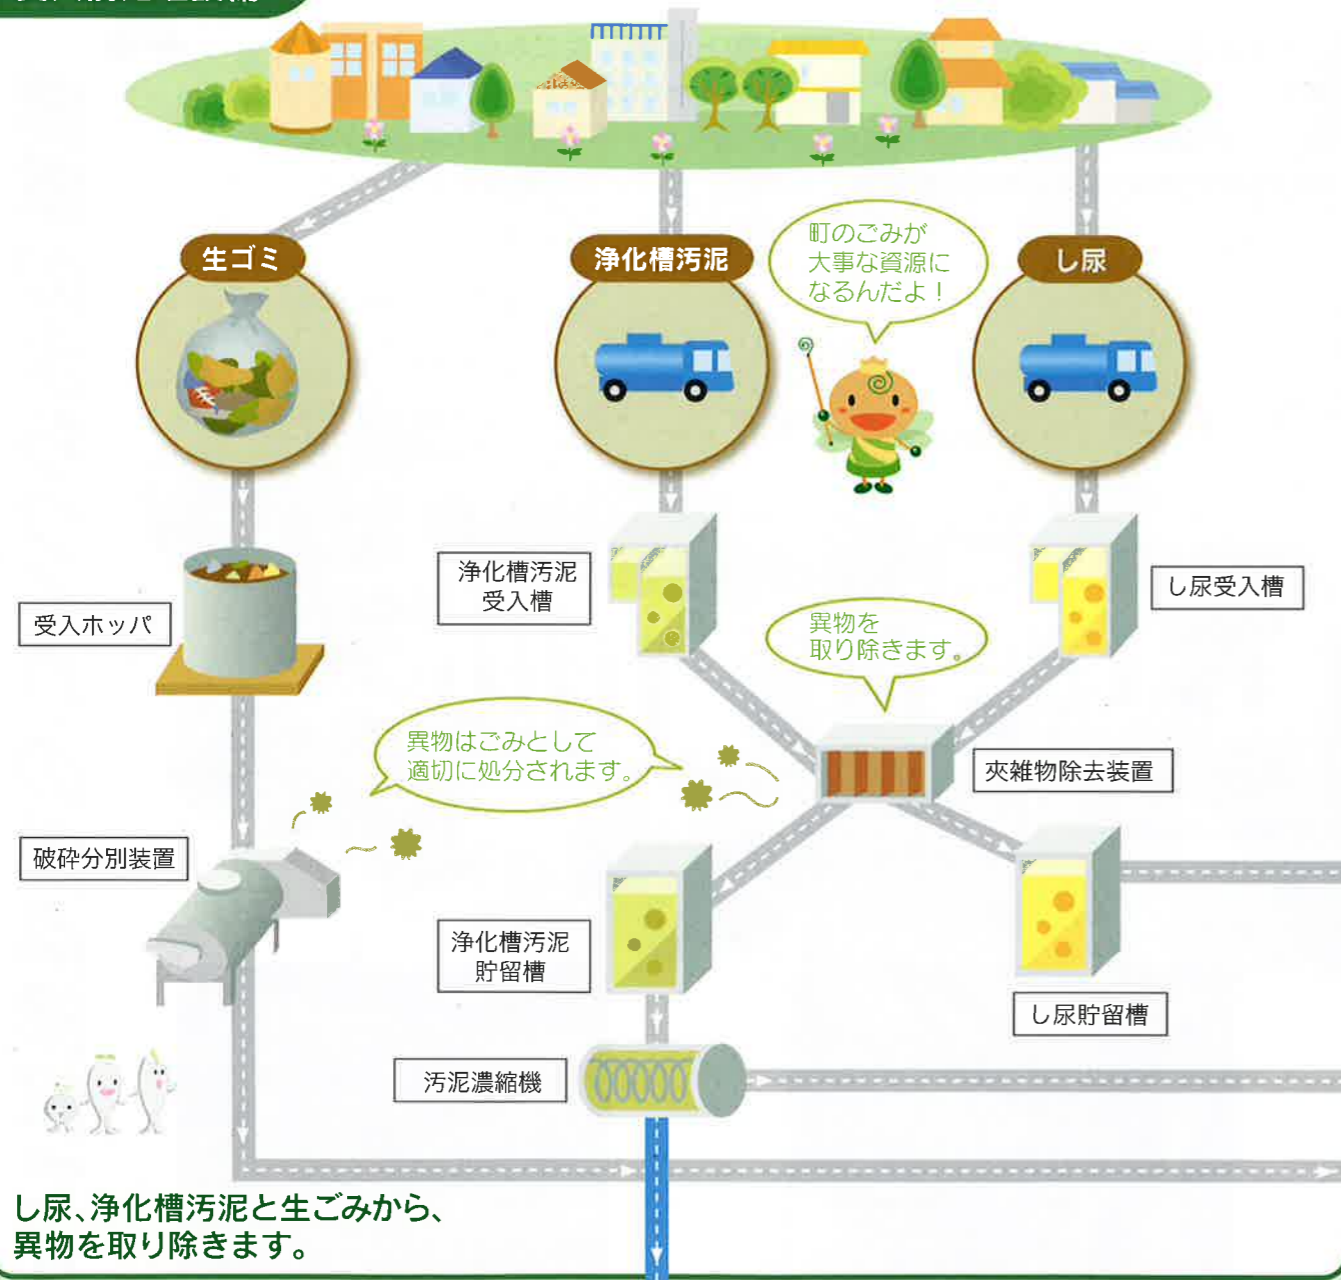 生ゴミ
浄化槽汚泥
町のごみが
大事な資源に
なるんだよ！
し尿
浄化槽汚泥
受入槽
し尿受入槽
受入ホッパ
異物を
取り除きます。
異物はごみとして
適切に処分されます。
夾雑物除去装置
破砕分別装置
浄化槽汚泥
貯留槽
し尿貯留槽
汚泥濃縮機
し尿、浄化槽汚泥と生ごみから、
異物を取り除きます。